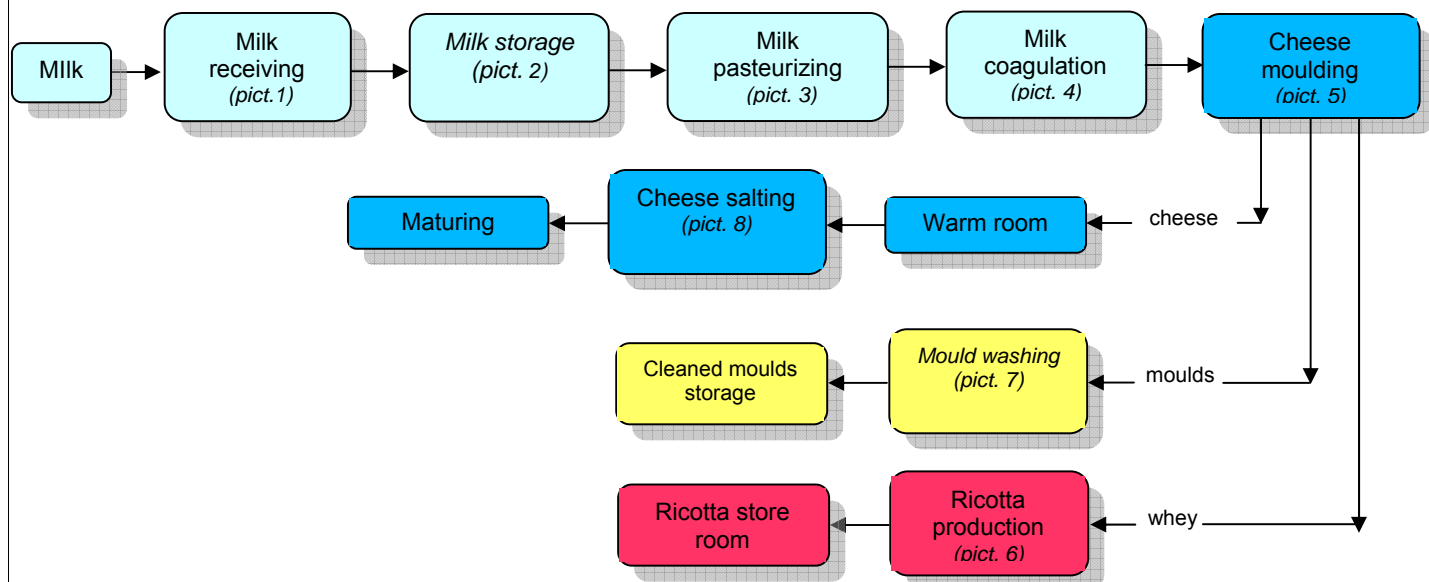 MIlk
Milk
receiving
(pict.1)
Milk storage
(pict. 2)
Milk
pasteurizing
(pict. 3)
Milk
coagulation
(pict. 4)
Cheese
moulding
(pict. 5)
cheese
Warm room
Cheese salting
(pict. 8)
Maturing
moulds
Mould washing
(pict. 7)
Cleaned moulds
storage
whey
Ricotta
production
(pict. 6)
Ricotta store
room